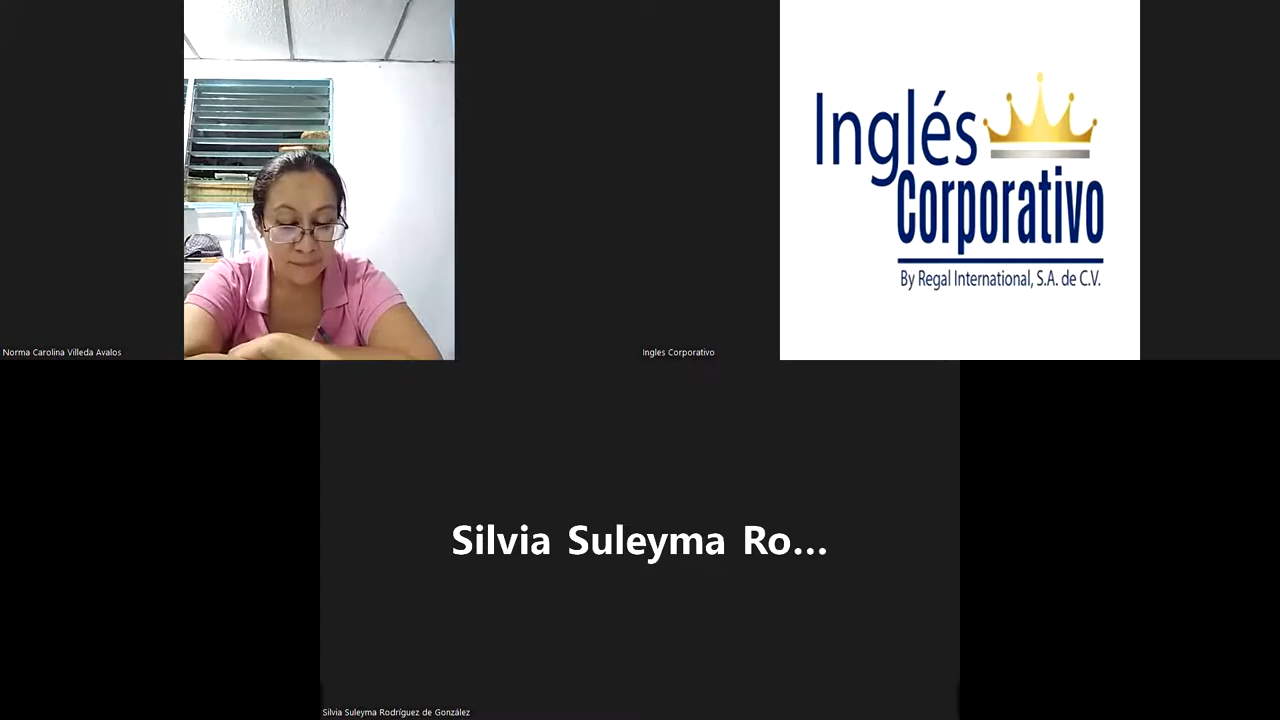 Norma Carolina Villeda Avalos
Inglés
Corporativo
By Regal International, S.A. de C.V.
Ingles Corporativo
Silvia Suleyma Ro...
Silvia Suleyma Rodríguez de González